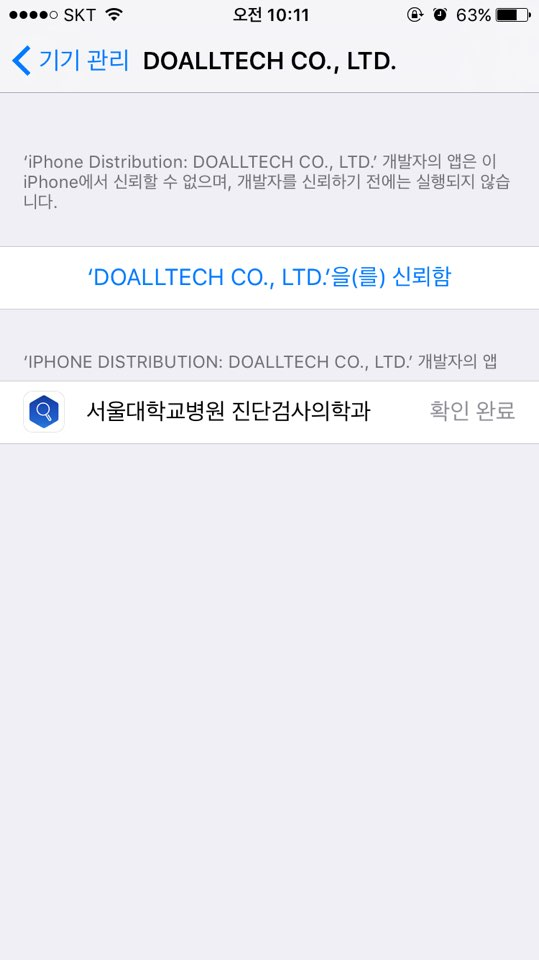 SKT 오전 10:11 63%
기기 관리 DOALLTECH CO., LTD.
‘iPhone Distribution: DOALLTECH CO., LTD.’ 개발자의 앱은 이
iPhone에서 신뢰할 수 없으며, 개발자를 신뢰하기 전에는 실행되지 않습
니다.
‘DOALLTECH CO., LTD.’을(를) 신뢰함
‘IPHONE DISTRIBUTION: DOALLTECH CO., LTD.’ 개발자의 앱
서울대학교병원 진단검사의학과 확인 완료